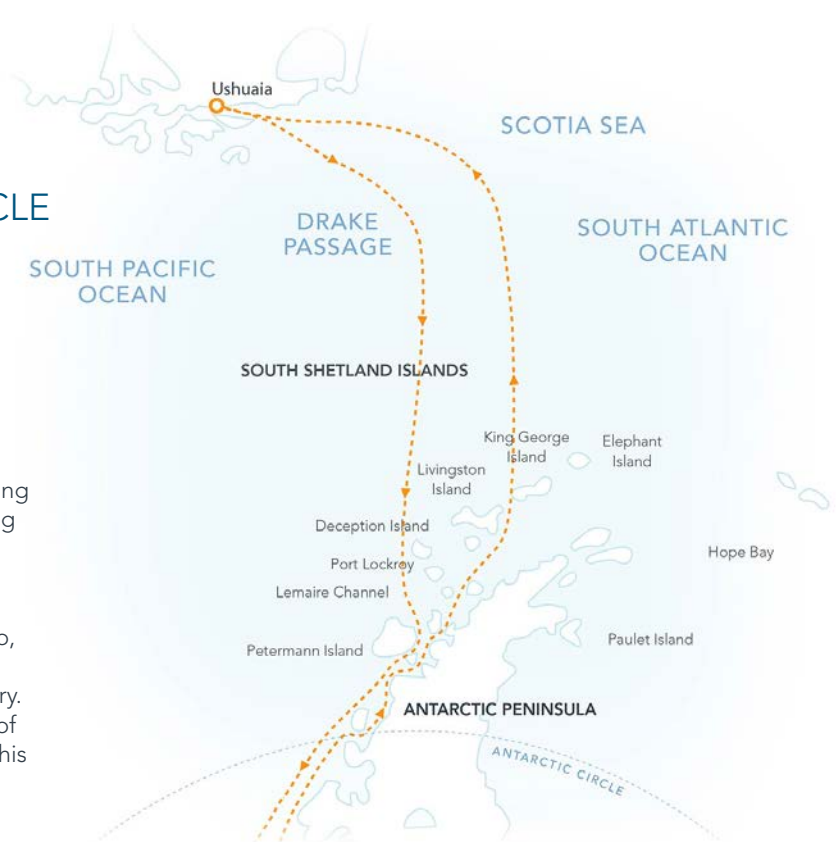 Ushuaia
SCOTIA SEA
CLE
DRAKE
PASSAGE
SOUTH ATLANTIC
OCEAN
SOUTH PACIFIC
OCEAN
SOUTH SHETLAND ISLANDS
King George
Island
Elephant
Island
Livingston
Island
Deception Island
Port Lockroy
Lemaire Channel
Hope Bay
Petermann Island
Paulet Island
ANTARCTIC PENINSULA
ANTARCTIC CIRCLE
ng
g
o,
ry.
of
his